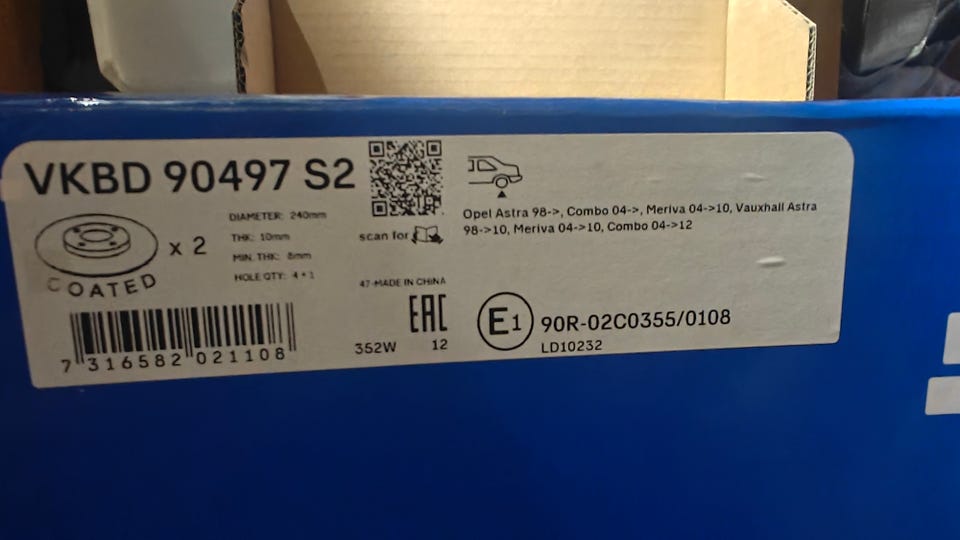 VKBD 90497 S2
DIAMETER: 240mm
THK: 10mm
MIN. THK: 8mm
HOLE QTY: 4+1
x 2
COATED
7 316582 021108
scan for
47-MADE IN CHINA
EAC
352W 12
Opel Astra 98->, Combo 04->, Meriva 04->10, Vauxhall Astra
98->10, Meriva 04->10, Combo 04->12
E1 90R-02C0355/0108
LD10232